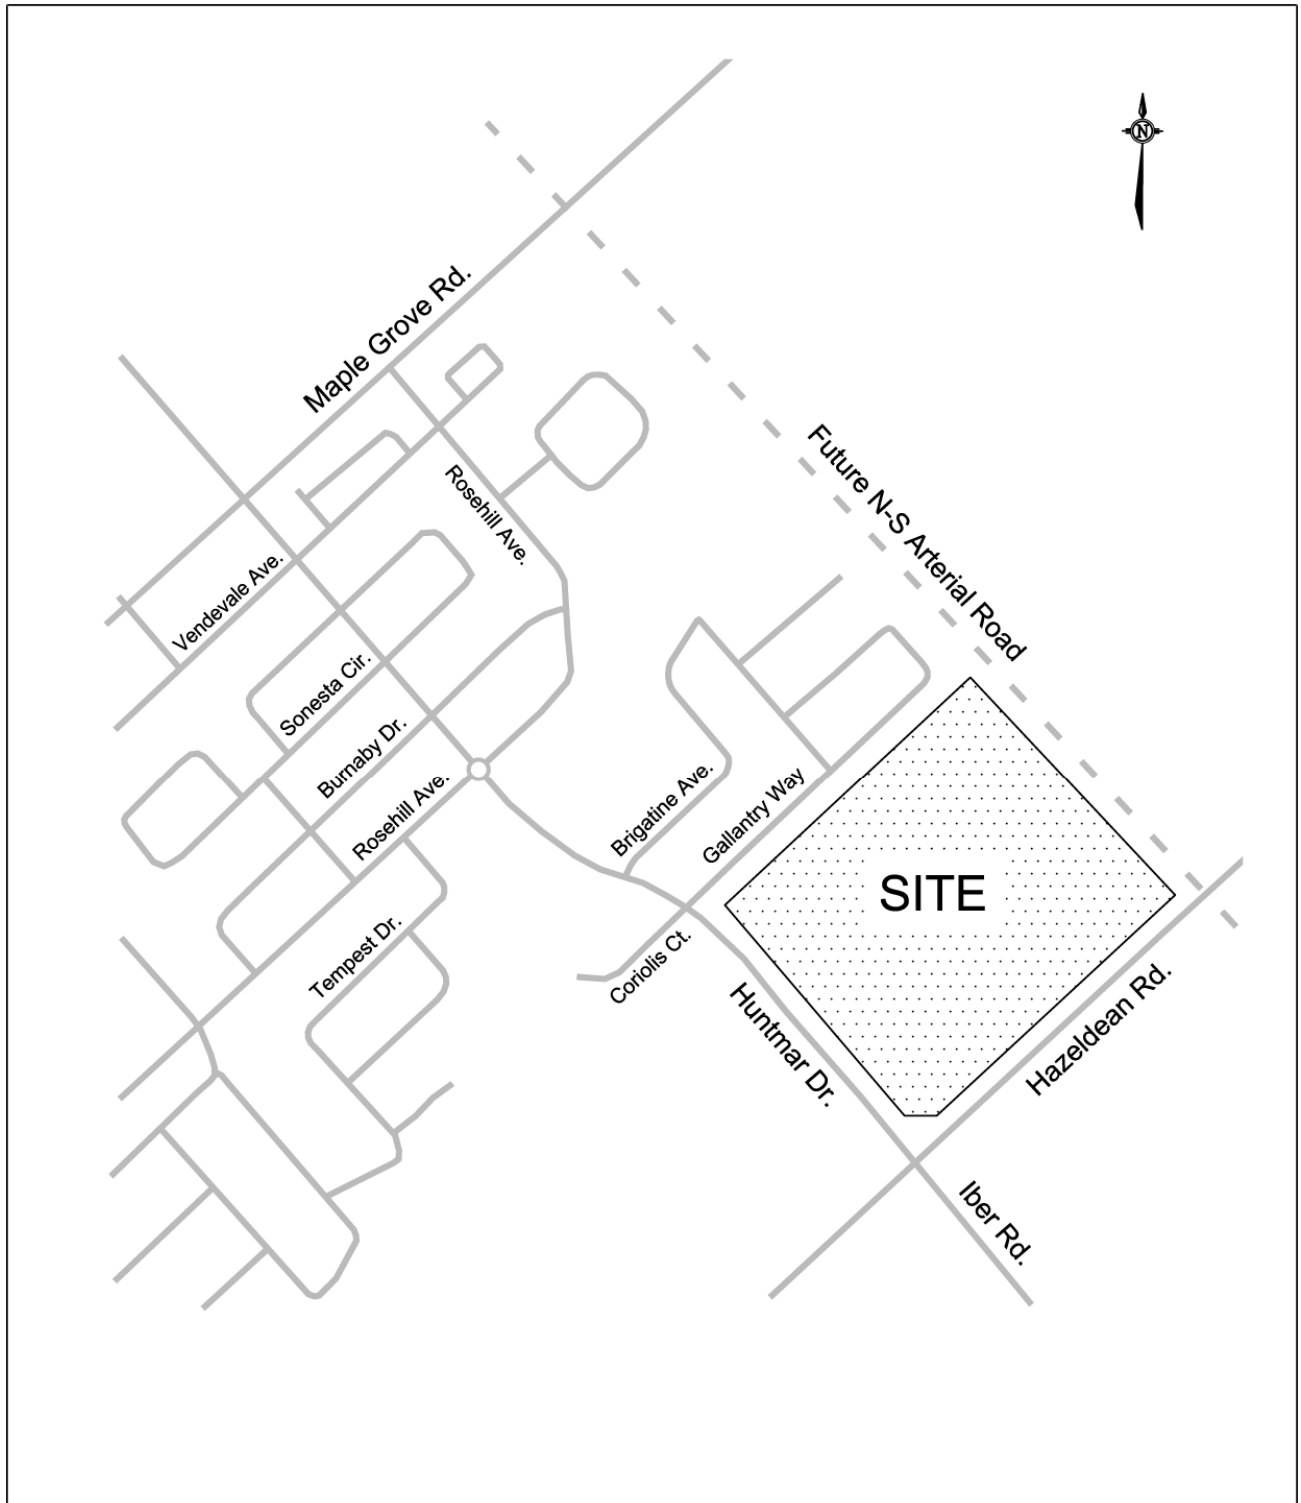 N
Maple Grove Rd.
Future N-S Arterial Road
Rosehill Ave.
Vendevale Ave.
Sonesta Cir.
Burnaby Dr.
Rosehill Ave.
Brigatine Ave.
Gallantry Way
SITE
Tempest Dr.
Coriolis Ct.
Huntmar Dr.
Hazeldean Rd.
Iber Rd.